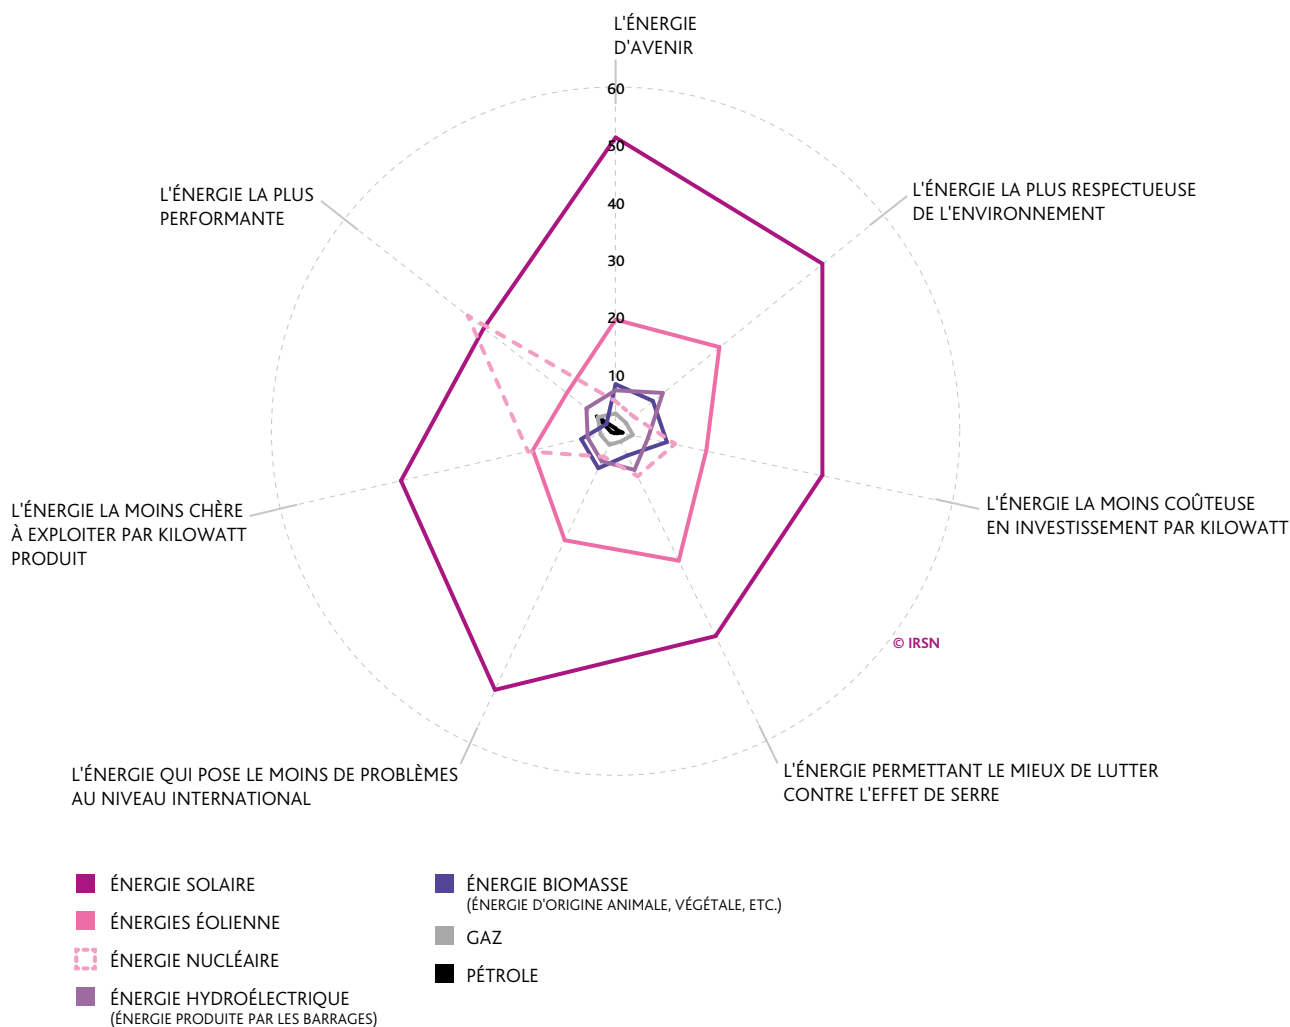 L'ÉNERGIE
D'AVENIR
60
50
40
30
20
10
L'ÉNERGIE LA PLUS
PERFORMANTE
L'ÉNERGIE LA PLUS RESPECTUEUSE
DE L'ENVIRONNEMENT
L'ÉNERGIE LA MOINS CHÈRE
À EXPLOITER PAR KILOWATT
PRODUIT
L'ÉNERGIE LA MOINS COÛTEUSE
EN INVESTISSEMENT PAR KILOWATT
© IRSN
L'ÉNERGIE QUI POSE LE MOINS DE PROBLÈMES
AU NIVEAU INTERNATIONAL
L'ÉNERGIE PERMETTANT LE MIEUX DE LUTTER
CONTRE L'EFFET DE SERRE
ÉNERGIE SOLAIRE
ÉNERGIES ÉOLIENNE
ÉNERGIE NUCLÉAIRE
ÉNERGIE HYDROÉLECTRIQUE
(ÉNERGIE PRODUITE PAR LES BARRAGES)
ÉNERGIE BIOMASSE
(ÉNERGIE D'ORIGINE ANIMALE, VÉGÉTALE, ETC.)
GAZ
PÉTROLE